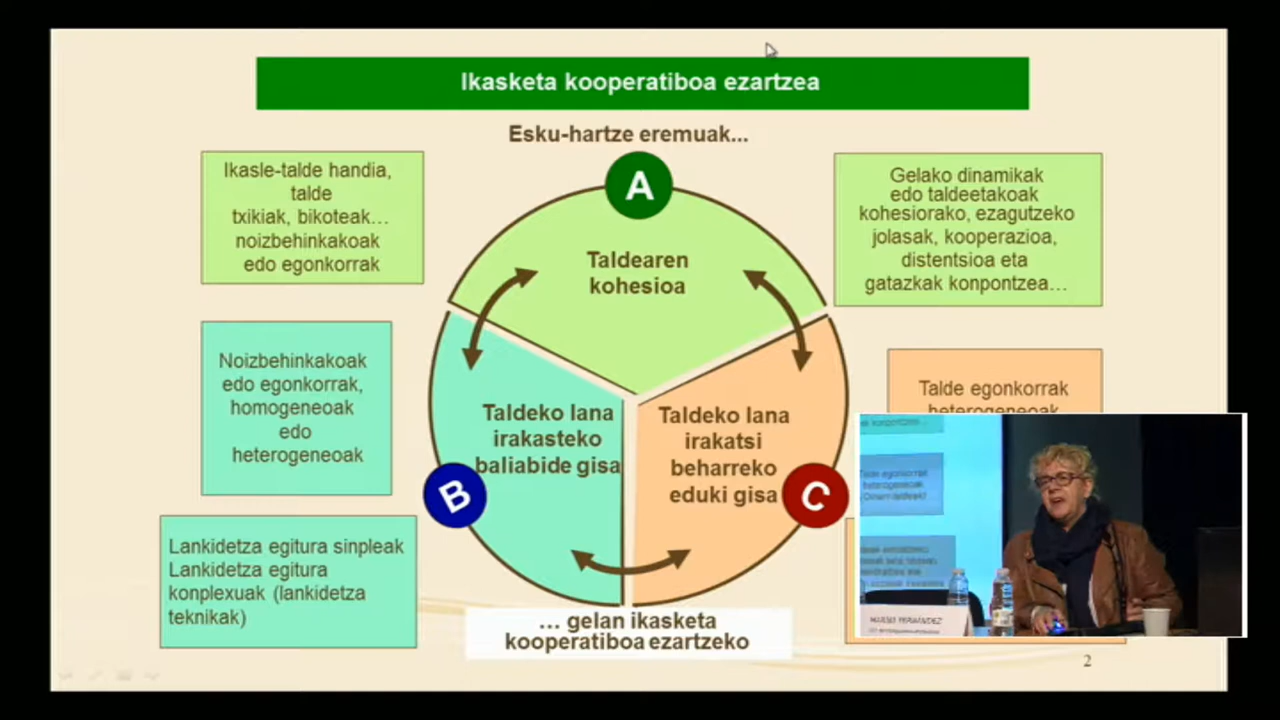 Ikasketa kooperatiboa ezartzea
Esku-hartze eremuak...
Ikasle-talde handia,
talde
txikiak, bikoteak...
noizbehinkakoak
edo egonkorrak
A
Taldearen
kohesioa
Gelako dinamikak
edo taldeetakoak
kohesiorako, ezagutzeko
jolasak, kooperazioa,
distentsioa eta
gatazkak konpontzea...
Noizbehinkakoak
edo egonkorrak,
homogeneoak
edo
heterogeneoak
Taldeko lana
irakasteko
baliabide gisa
B
Taldeko lana
irakatsi
beharreko
eduki gisa
C
Talde egonkorrak
heterogeneoak
Lankidetza egitura sinpleak
Lankidetza egitura
konplexuak (lankidetza
teknikak)
... gelan ikasketa
kooperatiboa ezartzeko
2